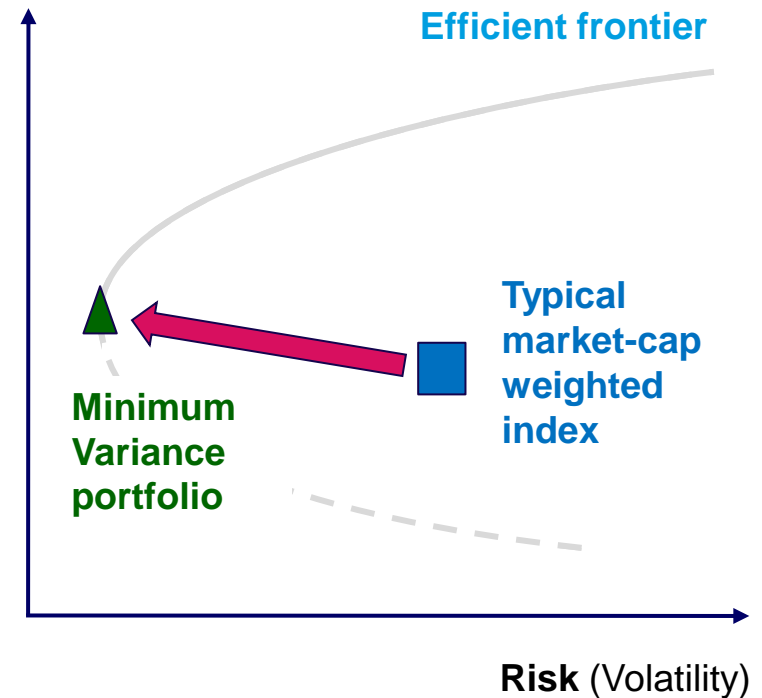 Efficient frontier
Typical
market-cap
weighted
index
Minimum
Variance
portfolio
Risk (Volatility)